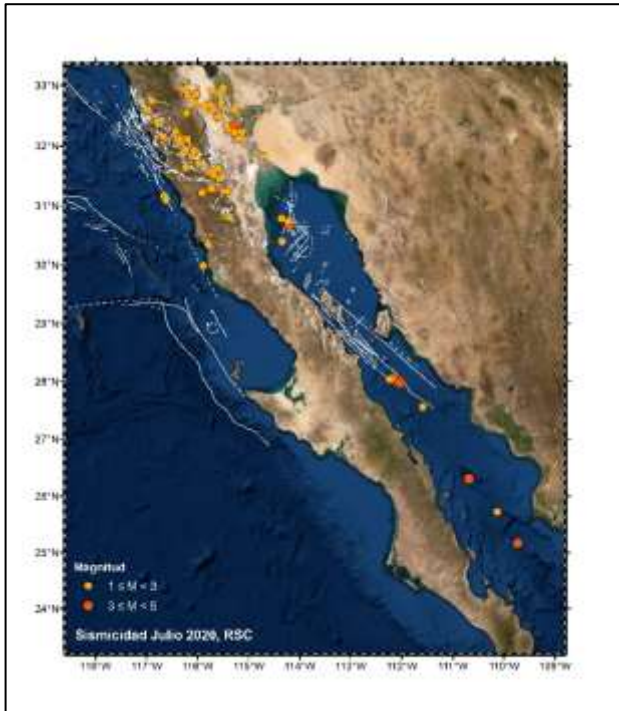 33°N
32°N
31°N
30°N
29°N
28°N
27°N
26°N
25°N
24°N
Magnitud
1 ≤ M < 3
3 ≤ M < 5
Sismicidad Julio 2020, RSC
118°W 117°W 116°W 115°W 114°W 113°W 112°W 111°W 110°W 109°W